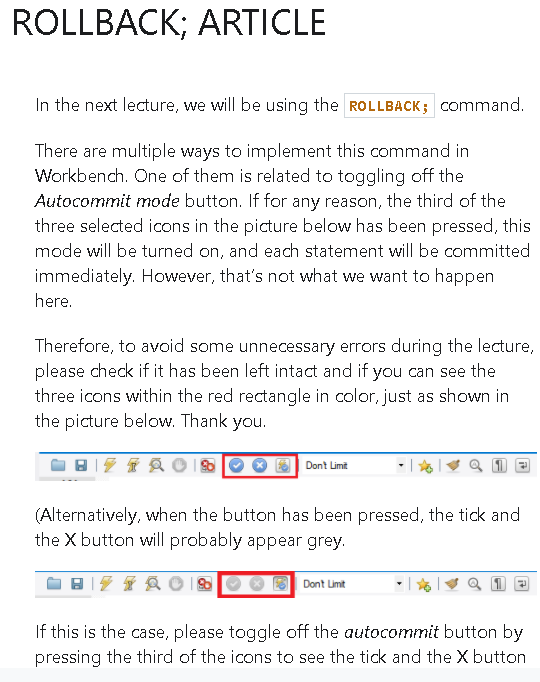 ROLLBACK; ARTICLE
In the next lecture, we will be using the ROLLBACK; command.
There are multiple ways to implement this command in
Workbench. One of them is related to toggling off the
Autocommit mode button. If for any reason, the third of the
three selected icons in the picture below has been pressed, this
mode will be turned on, and each statement will be committed
immediately. However, that's not what we want to happen
here.
Therefore, to avoid some unnecessary errors during the lecture,
please check if it has been left intact and if you can see the
three icons within the red rectangle in color, just as shown in
the picture below. Thank you.
Don't Limit
(Alternatively, when the button has been pressed, the tick and
the X button will probably appear grey.
Don't Limit
If this is the case, please toggle off the autocommit button by
pressing the third of the icons to see the tick and the X button